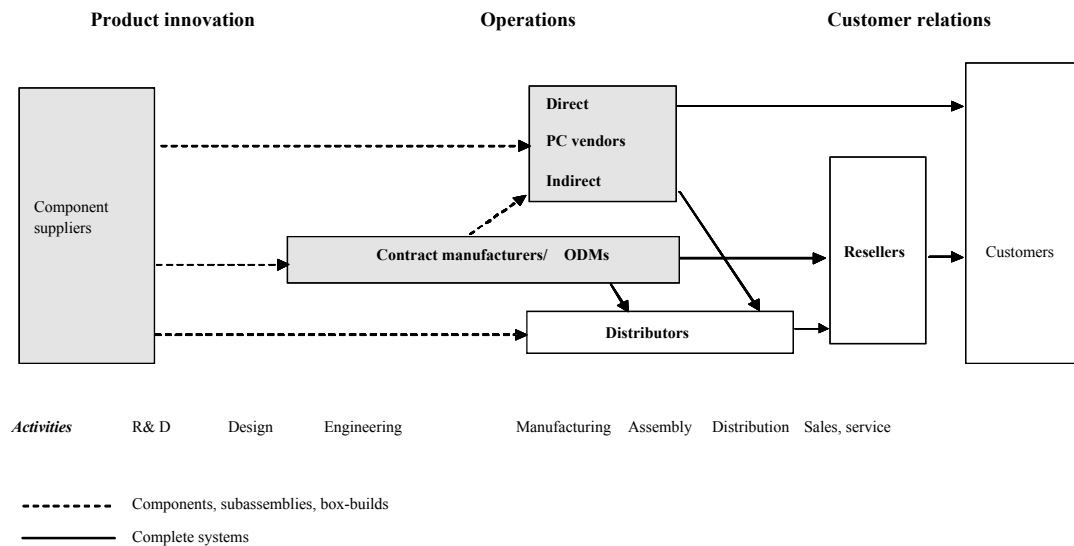 Product innovation Operations Customer relations
Direct
PC vendors
Indirect
Component
suppliers
Contract manufacturers/ ODMs
Resellers
Customers
Distributors
Activities R& D Design Engineering Manufacturing Assembly Distribution Sales, service
Components, subassemblies, box-builds
Complete systems